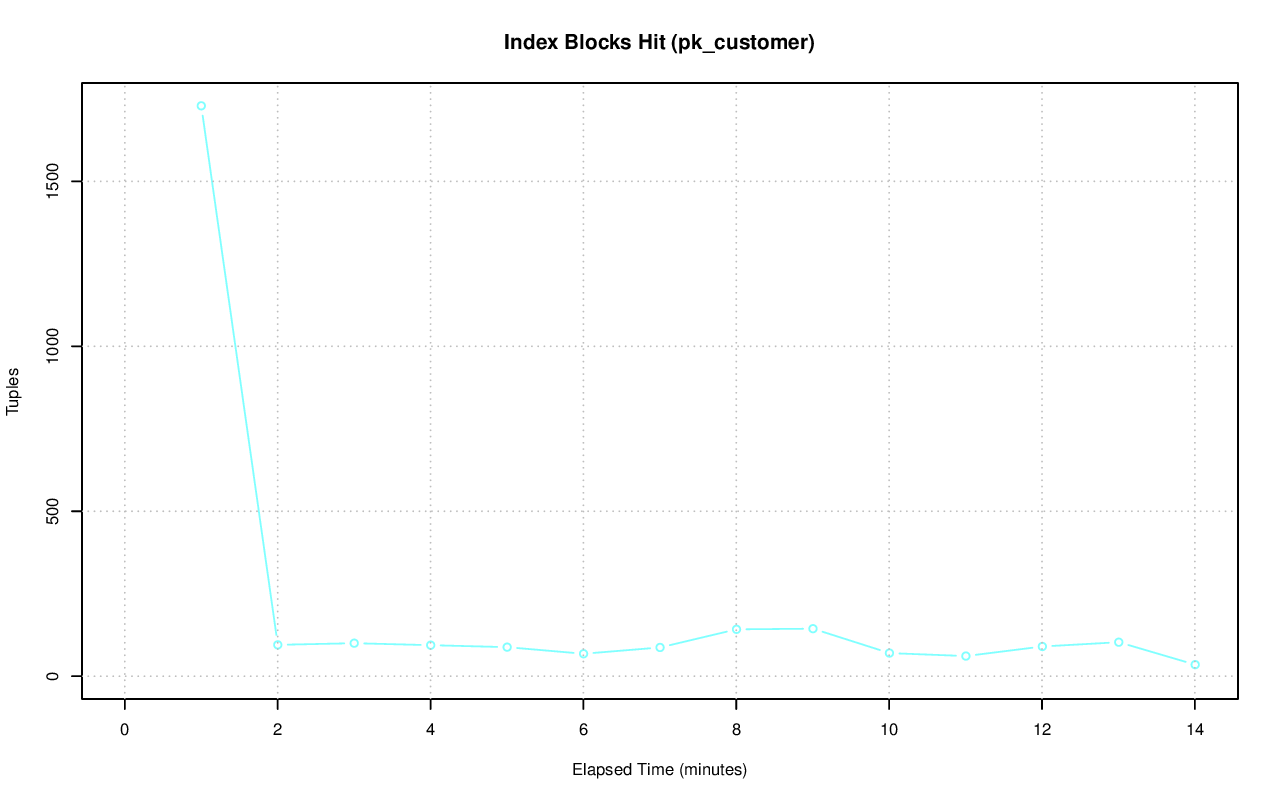 Index Blocks Hit (pk_customer)
1500
1000
500
0
Tuples
0 2 4 6 8 10 12 14
Elapsed Time (minutes)